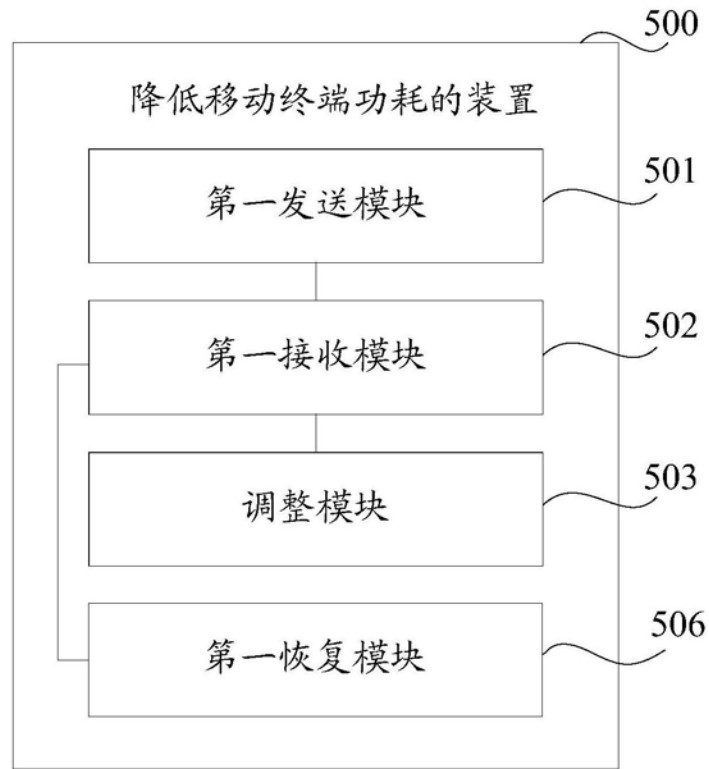 500
降低移动终端功耗的装置
501
第一发送模块
502
第一接收模块
503
调整模块
506
第一恢复模块